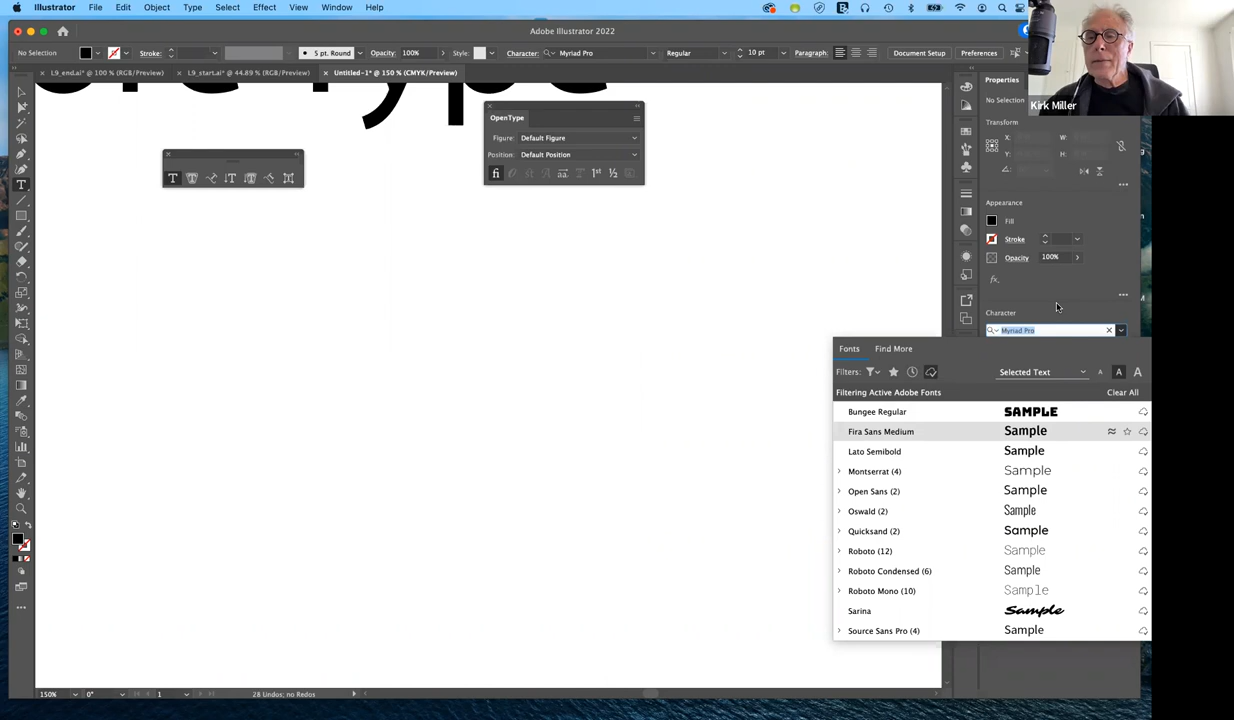 Illustrator File Edit Object Type Select Effect View Window Help
Adobe Illustrator 2022
No Selection Stroke: 5 pt. Round Opacity: 100% Style: Character: Myriad Pro Regular 10 pt Paragraph: Document Setup Preferences
L9_end.ai* @ 100 % (RGB/Preview) L9_start.ai* @ 44.89 % (RGB/Preview) Untitled-1* @ 150 % (CMYK/Preview)
Kirk Miller
Properties
No Selection
Transform
X: W:
Y: H:
OpenType
Figure: Default Figure
Position: Default Position
Appearance
Fill
Stroke
Opacity 100%
Character
Myriad Pro
Fonts Find More
Filters: Selected Text
Filtering Active Adobe Fonts Clear All
Bungee Regular SAMPLE
Fira Sans Medium Sample
Lato Semibold Sample
Montserrat (4) Sample
Open Sans (2) Sample
Oswald (2) Sample
Quicksand (2) Sample
Roboto (12) Sample
Roboto Condensed (6) Sample
Roboto Mono (10) Sample
Sarina Sample
Source Sans Pro (4) Sample
150% 0° 1 28 Undos; no Redos